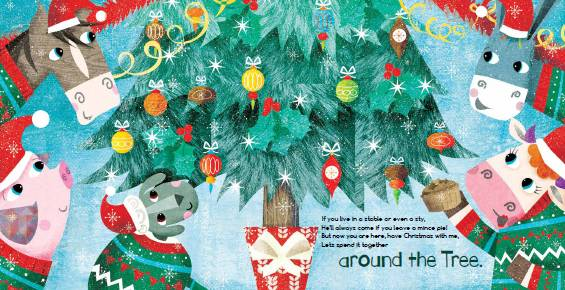 If you live in a stable or even a sty,
He'll always come if you leave a mince pie!
But now you are here, have Christmas with me,
Lets spend it together
around the Tree.